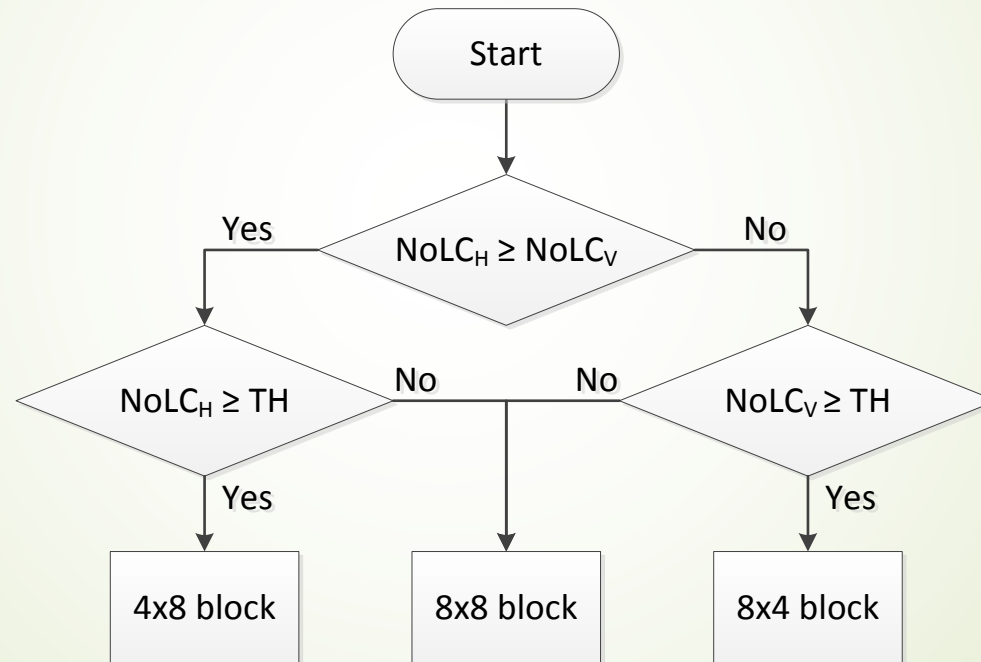 Start
Yes
No
NoLCH ≥ NoLCV
NoLCH ≥ TH
No
No
NoLCV ≥ TH
Yes
Yes
4x8 block
8x8 block
8x4 block